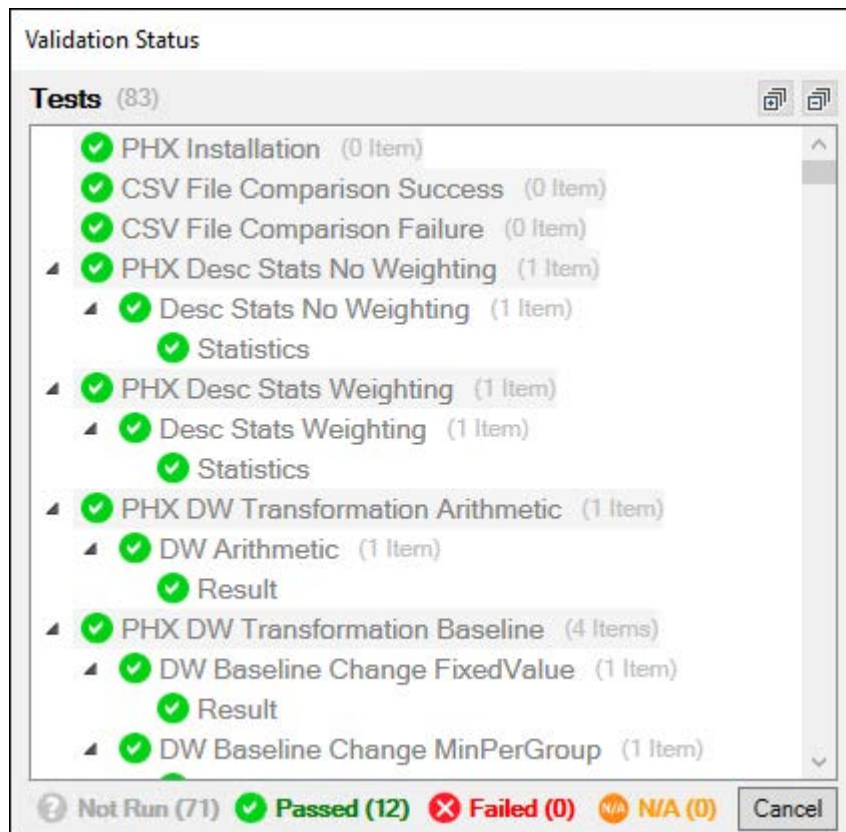 Validation Status
Tests (83)
PHX Installation (0 Item)
CSV File Comparison Success (0 Item)
CSV File Comparison Failure (0 Item)
PHX Desc Stats No Weighting (1 Item)
Desc Stats No Weighting (1 Item)
Statistics
PHX Desc Stats Weighting (1 Item)
Desc Stats Weighting (1 Item)
Statistics
PHX DW Transformation Arithmetic (1 Item)
DW Arithmetic (1 Item)
Result
PHX DW Transformation Baseline (4 Items)
DW Baseline Change FixedValue (1 Item)
Result
DW Baseline Change MinPerGroup (1 Item)
? Not Run (71) Passed (12) Failed (0) N/A N/A (0) Cancel